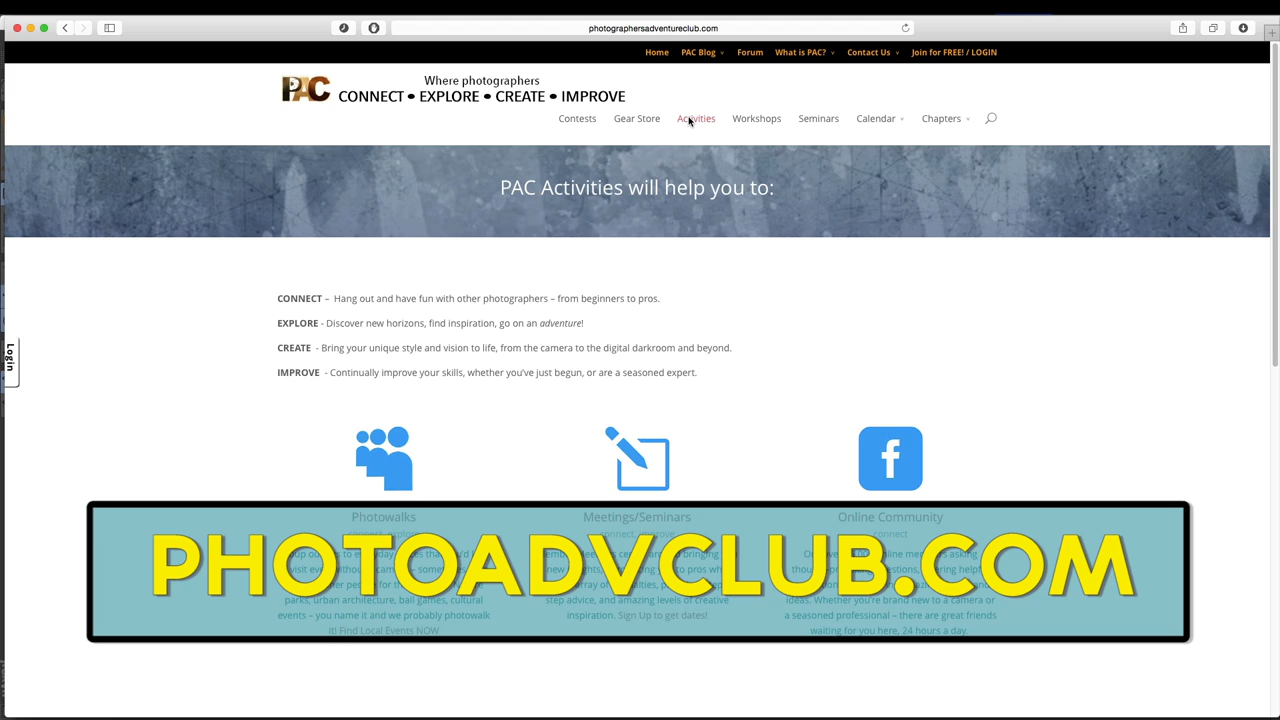 photographersadventureclub.com
Home PAC Blog Forum What is PAC? Contact Us Join for FREE! / LOGIN
PAC Where photographers
CONNECT • EXPLORE • CREATE • IMPROVE
Contests Gear Store Activities Workshops Seminars Calendar Chapters
PAC Activities will help you to:
CONNECT – Hang out and have fun with other photographers – from beginners to pros.
EXPLORE - Discover new horizons, find inspiration, go on an adventure!
Login
CREATE - Bring your unique style and vision to life, from the camera to the digital darkroom and beyond.
IMPROVE - Continually improve your skills, whether you've just begun, or are a seasoned expert.
f
Photowalks Meetings/Seminars Online Community
connect, explore connect, improve connect
PHOTOADVCLUB.COM
parks, urban architecture, ball games, cultural step advice, and amazing levels of creative ideas. Whether you're brand new to a camera or
events – you name it and we probably photowalk inspiration. Sign Up to get dates! a seasoned professional – there are great friends
it! Find Local Events NOW waiting for you here, 24 hours a day.